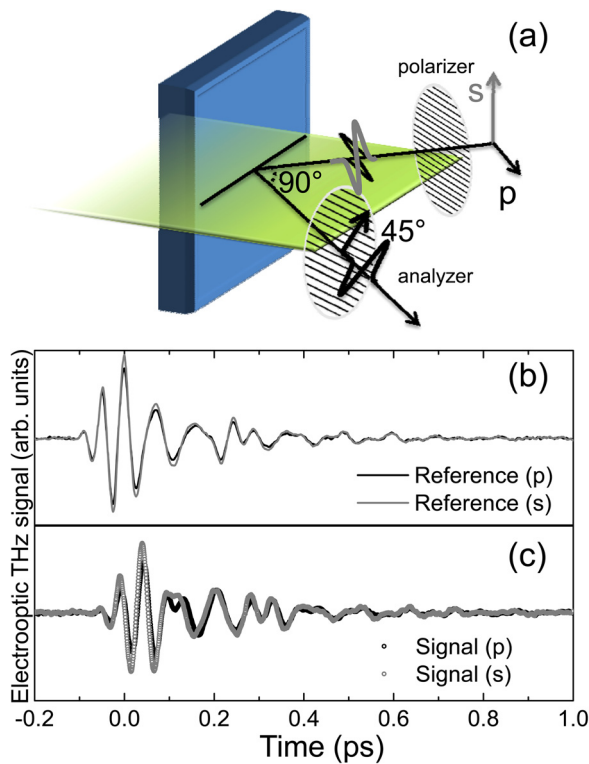 (a)
polarizer
s
p
90°
45°
analyzer
Electrooptic THz signal (arb. units)
(b)
Reference (p)
Reference (s)
(c)
Signal (p)
Signal (s)
-0.2 0.0 0.2 0.4 0.6 0.8 1.0
Time (ps)